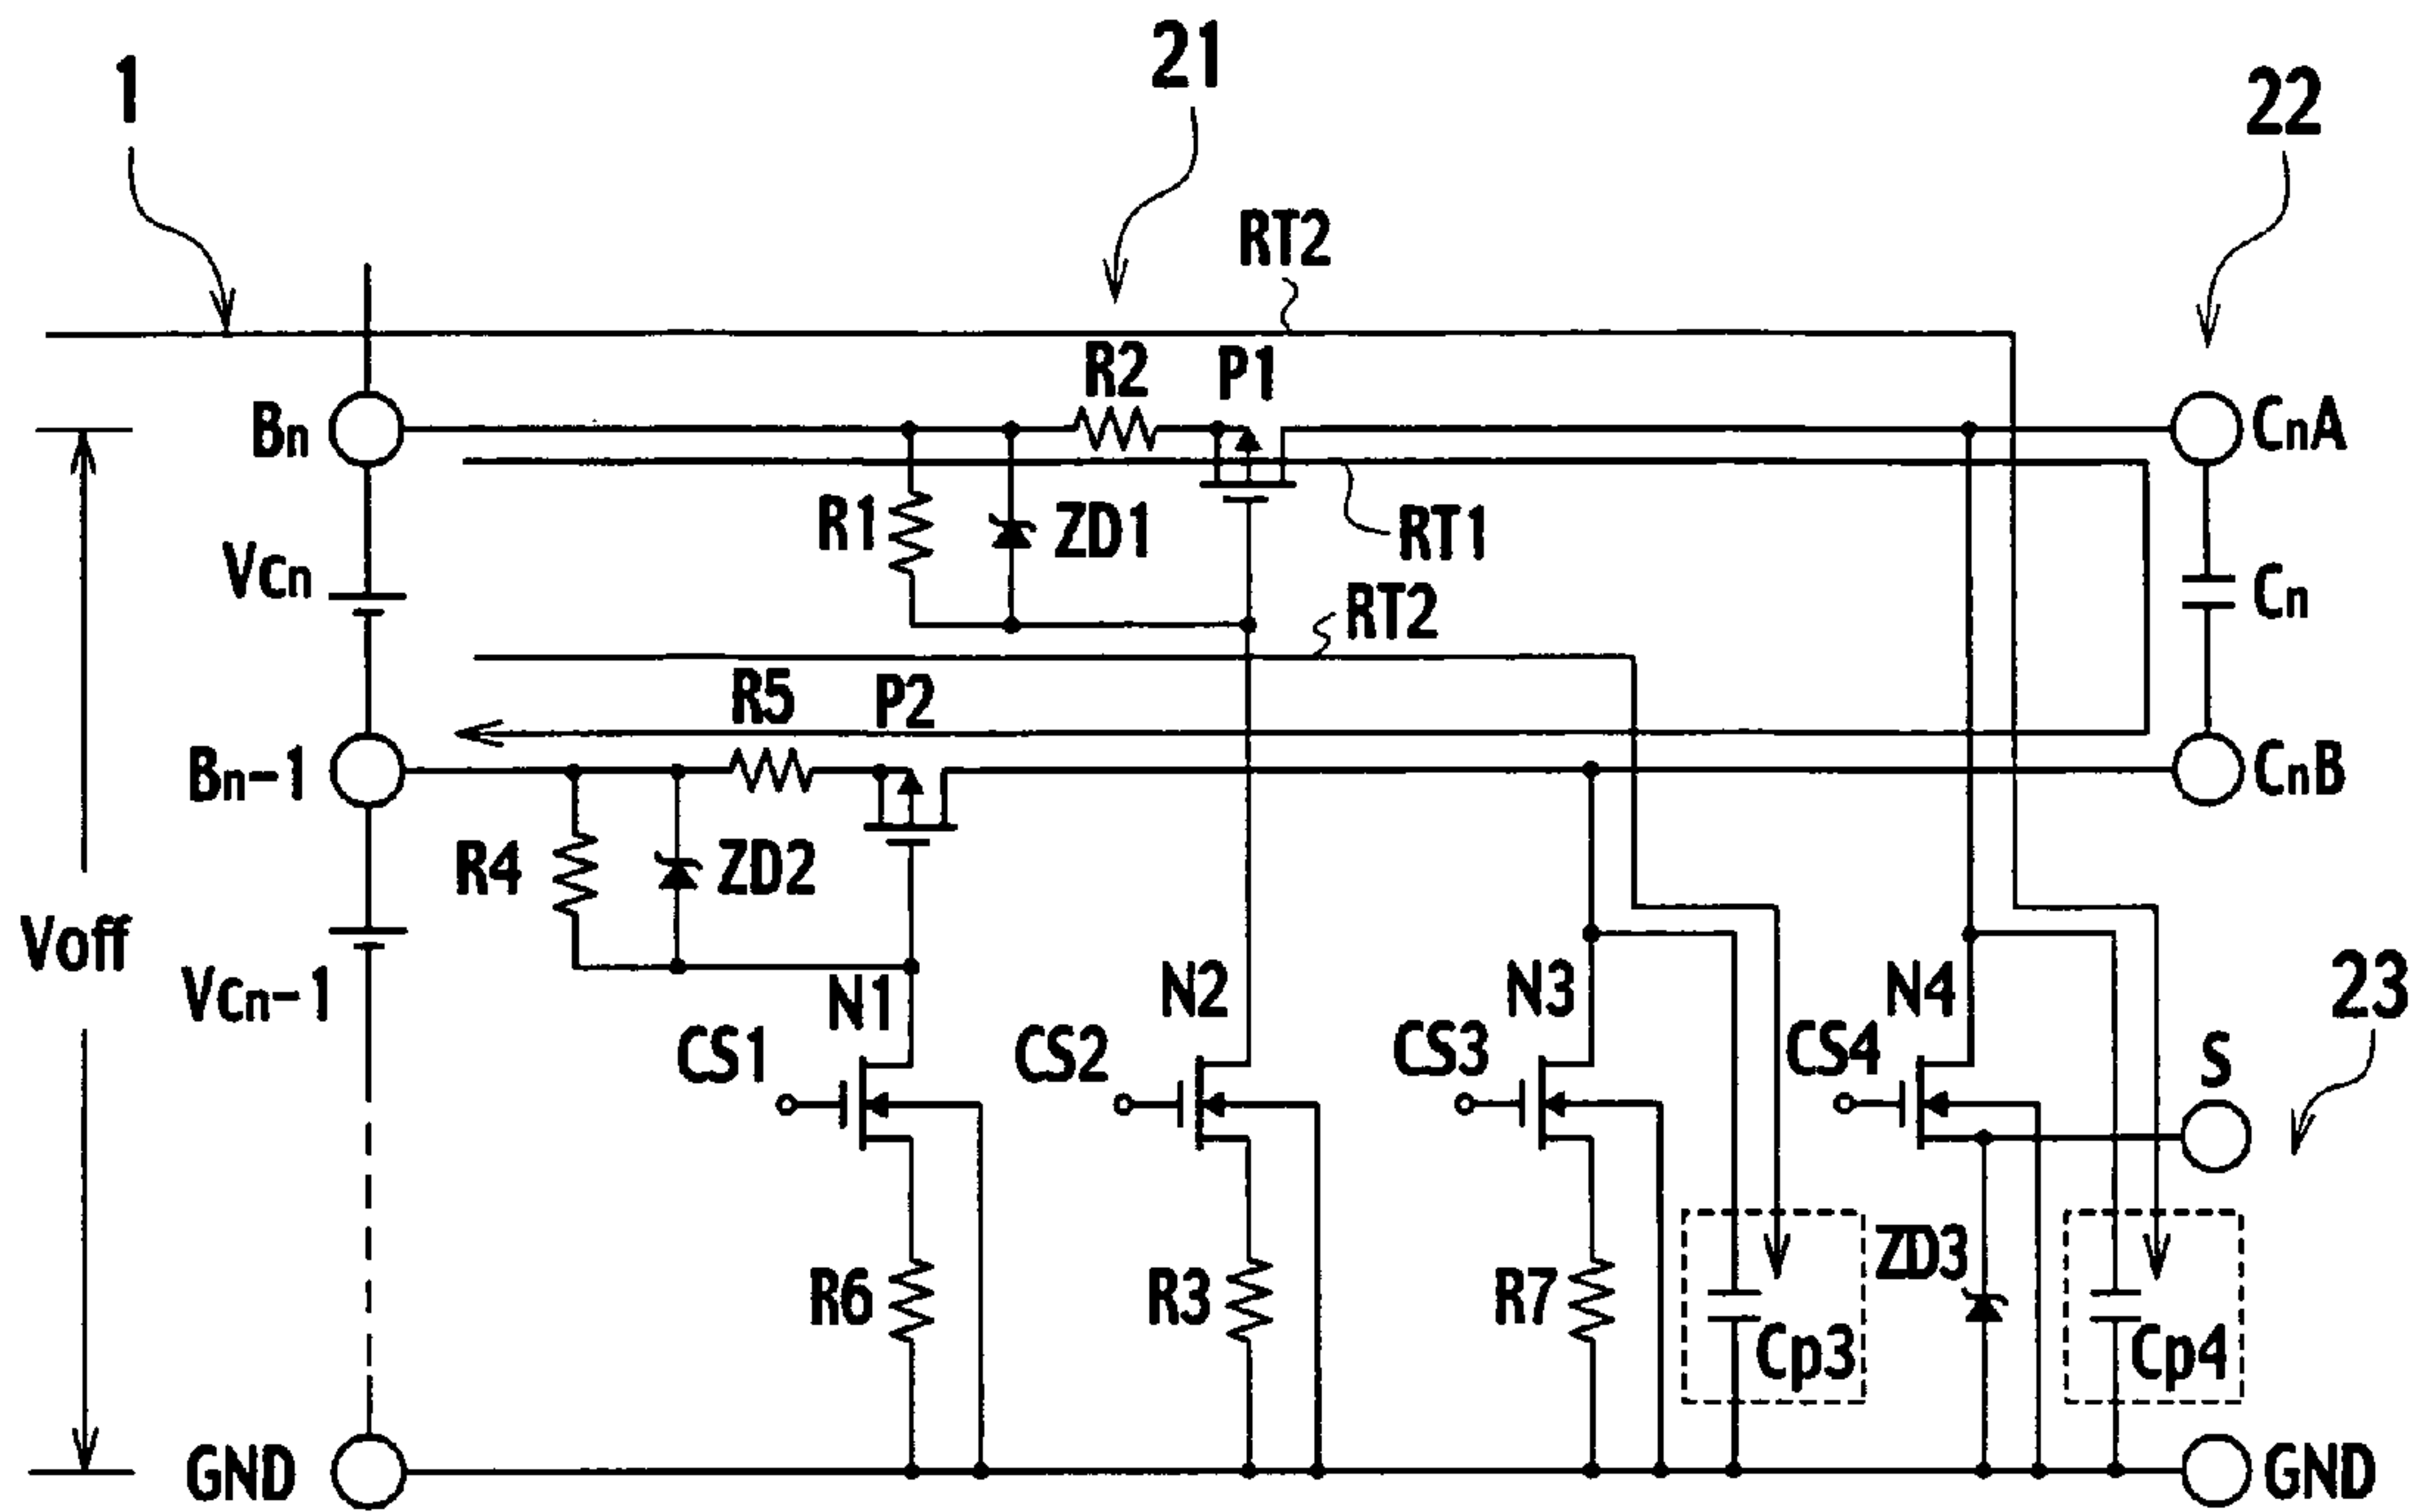 1
21
22
RT2
R2
P1
Bn
CnA
R1
ZD1
RT1
VCn
RT2
Cn
R5
P2
Bn-1
CnB
R4
ZD2
Voff
VCn-1
N1
N2
N3
N4
23
CS1
CS2
CS3
CS4
S
R6
R3
R7
ZD3
Cp3
Cp4
GND
GND